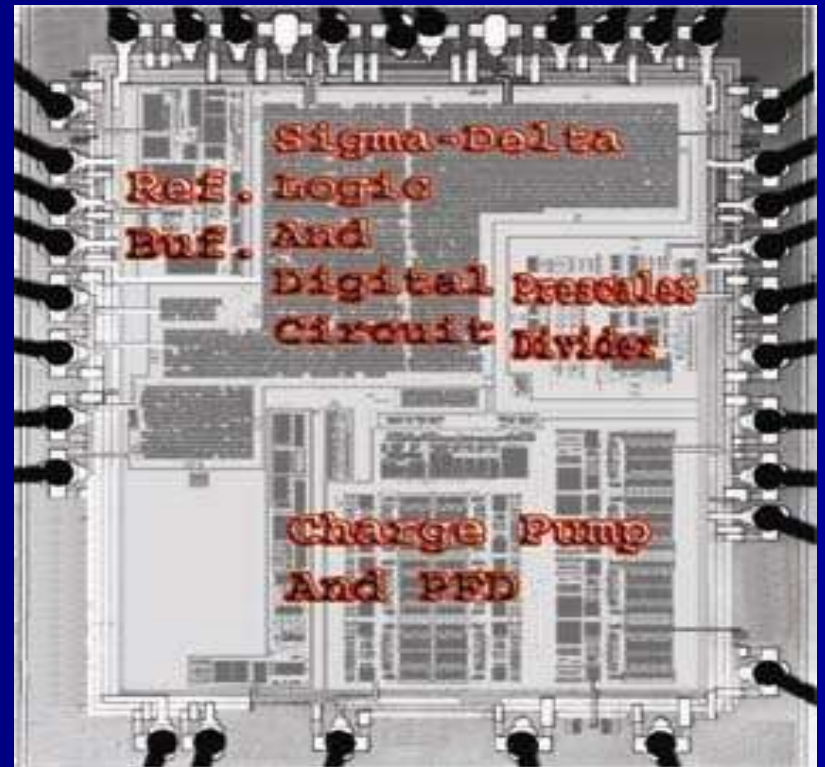 Sigma-Delta
Ref. Logic
Buf. And
Digital Prescaler
Circuit Divider
Charge Pump
And PFD